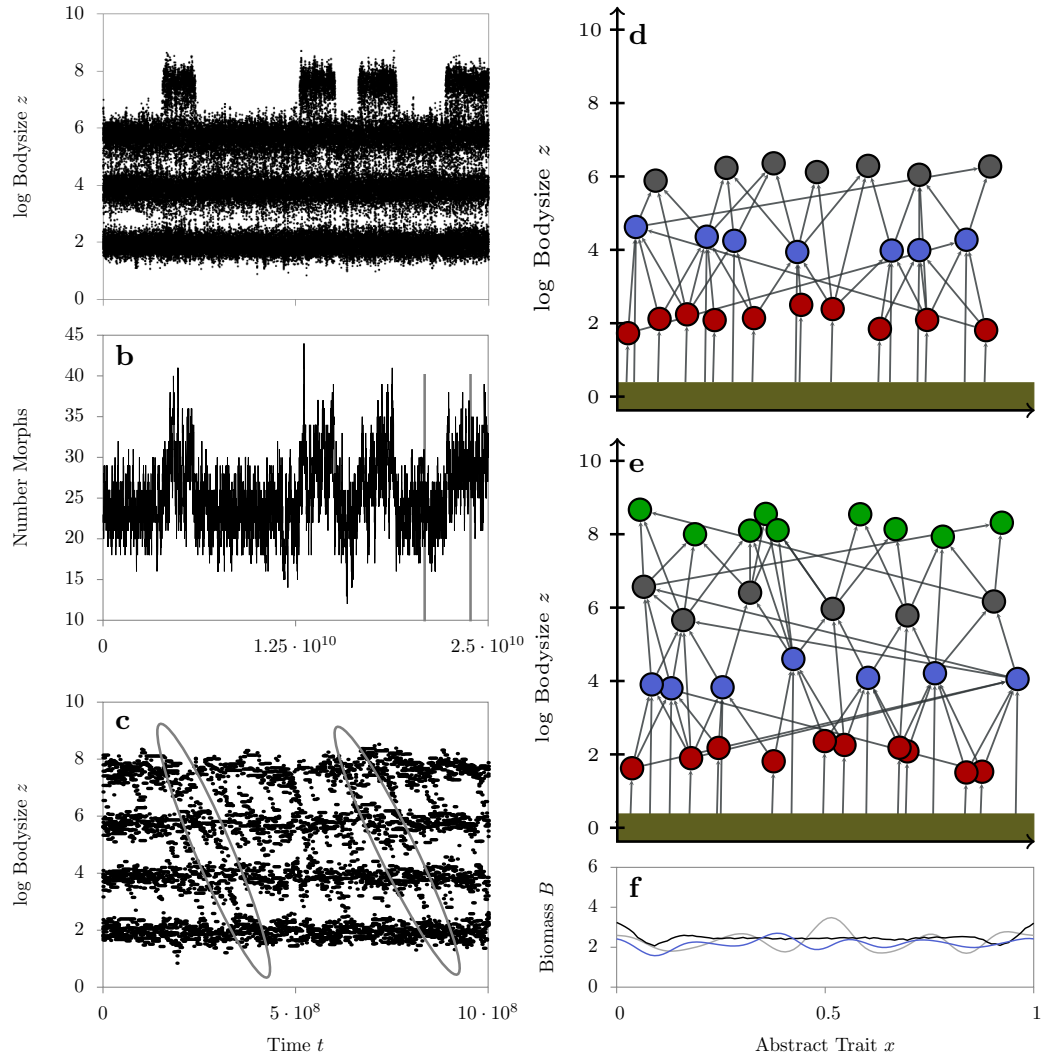 10
8
6
4
2
0
log Bodysize z
b
45
40
35
30
25
20
15
10
Number Morphs
0
1.25 · 10^10
2.5 · 10^10
c
10
8
6
4
2
0
log Bodysize z
0
5 · 10^8
10 · 10^8
Time t
d
10
8
6
4
2
0
log Bodysize z
e
10
8
6
4
2
0
log Bodysize z
f
6
4
2
0
Biomass B
0
0.5
1
Abstract Trait x